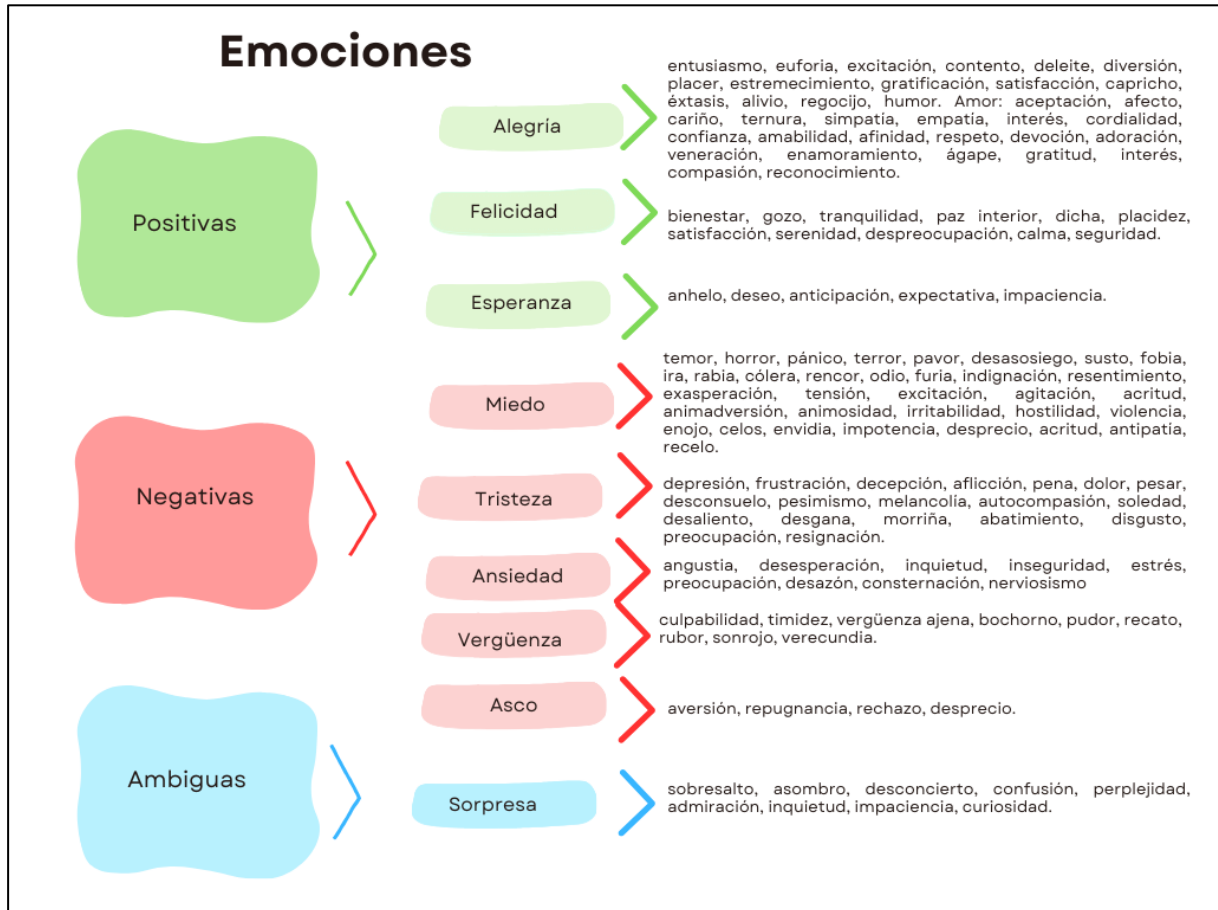 Emociones
Positivas
Alegría
entusiasmo, euforia, excitación, contento, deleite, diversión,
placer, estremecimiento, gratificación, satisfacción, capricho,
éxtasis, alivio, regocijo, humor. Amor: aceptación, afecto,
cariño, ternura, simpatía, empatía, interés, cordialidad,
confianza, amabilidad, afinidad, respeto, devoción, adoración,
veneración, enamoramiento, ágape, gratitud, interés,
compasión, reconocimiento.
Felicidad
bienestar, gozo, tranquilidad, paz interior, dicha, placidez,
satisfacción, serenidad, despreocupación, calma, seguridad.
Esperanza
anhelo, deseo, anticipación, expectativa, impaciencia.
Negativas
Miedo
temor, horror, pánico, terror, pavor, desasosiego, susto, fobia,
ira, rabia, cólera, rencor, odio, furia, indignación, resentimiento,
exasperación, tensión, excitación, agitación, acritud,
animadversión, animosidad, irritabilidad, hostilidad, violencia,
enojo, celos, envidia, impotencia, desprecio, acritud, antipatía,
recelo.
Tristeza
depresión, frustración, decepción, aflicción, pena, dolor, pesar,
desconsuelo, pesimismo, melancolía, autocompasión, soledad,
desaliento, desgana, morriña, abatimiento, disgusto,
preocupación, resignación.
Ansiedad
angustia, desesperación, inquietud, inseguridad, estrés,
preocupación, desazón, consternación, nerviosismo
Vergüenza
culpabilidad, timidez, vergüenza ajena, bochorno, pudor, recato,
rubor, sonrojo, verecundia.
Asco
aversión, repugnancia, rechazo, desprecio.
Ambiguas
Sorpresa
sobresalto, asombro, desconcierto, confusión, perplejidad,
admiración, inquietud, impaciencia, curiosidad.